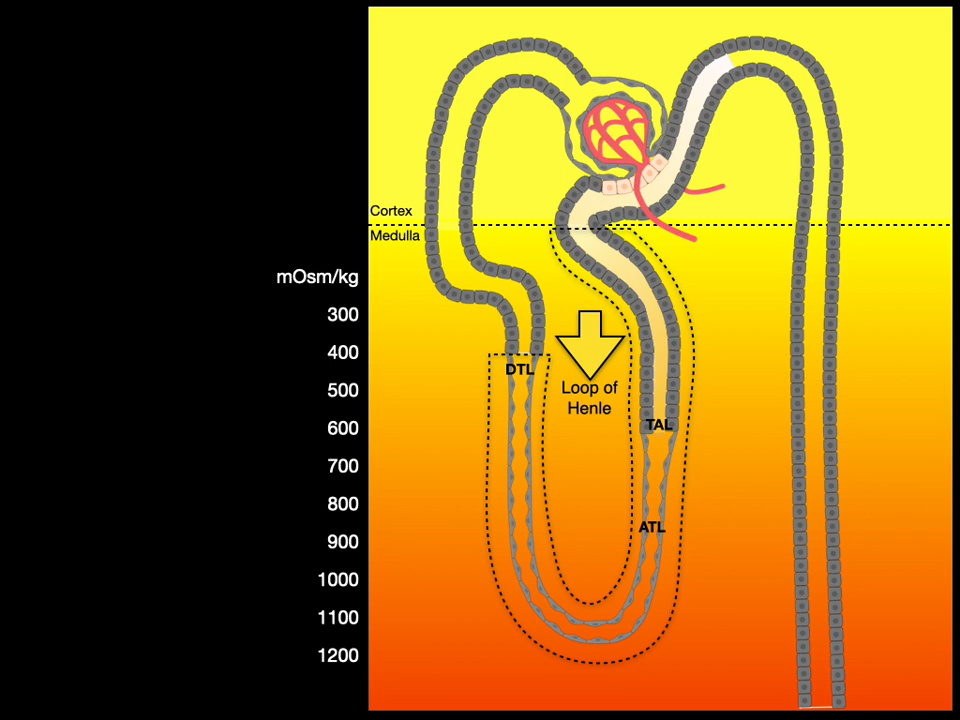 Cortex
Medulla
mOsm/kg
300
400
DTL
500
Loop of
Henle
600
TAL
700
800
ATL
900
1000
1100
1200